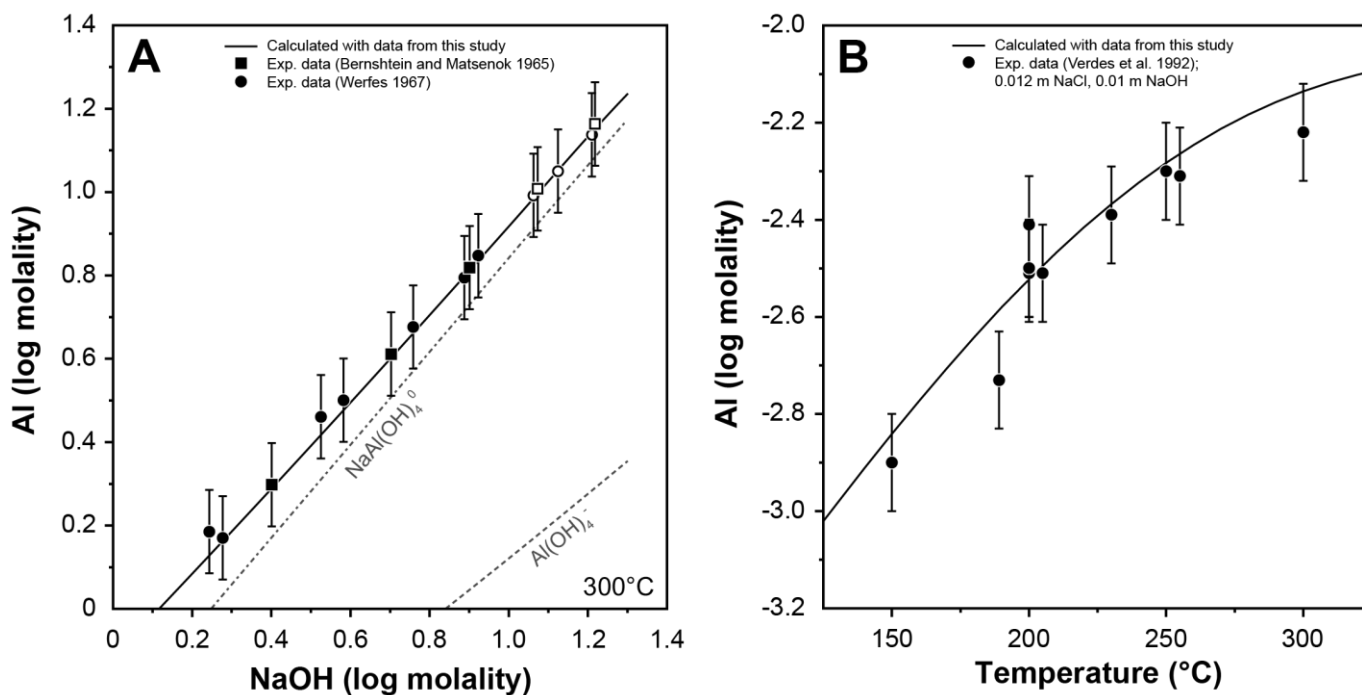 A
Calculated with data from this study
Exp. data (Bernshtein and Matsenok 1965)
Exp. data (Werfes 1967)
1.4
1.2
1.0
0.8
0.6
0.4
0.2
0
Al (log molality)
NaAl(OH)₄⁰
Al(OH)₄⁻
300°C
0
0.2
0.4
0.6
0.8
1.0
1.2
1.4
NaOH (log molality)
B
Calculated with data from this study
Exp. data (Verdes et al. 1992);
0.012 m NaCl, 0.01 m NaOH
-2.0
-2.2
-2.4
-2.6
-2.8
-3.0
-3.2
Al (log molality)
150
200
250
300
Temperature (°C)